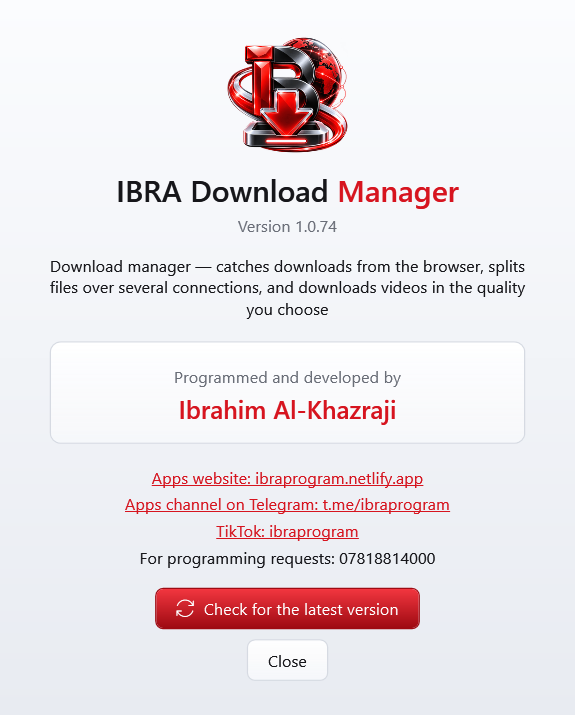 IBRA Download Manager
Version 1.0.74
Download manager — catches downloads from the browser, splits
files over several connections, and downloads videos in the quality
you choose
Programmed and developed by
Ibrahim Al-Khazraji
Apps website: ibraprogram.netlify.app
Apps channel on Telegram: t.me/ibraprogram
TikTok: ibraprogram
For programming requests: 07818814000
Check for the latest version
Close